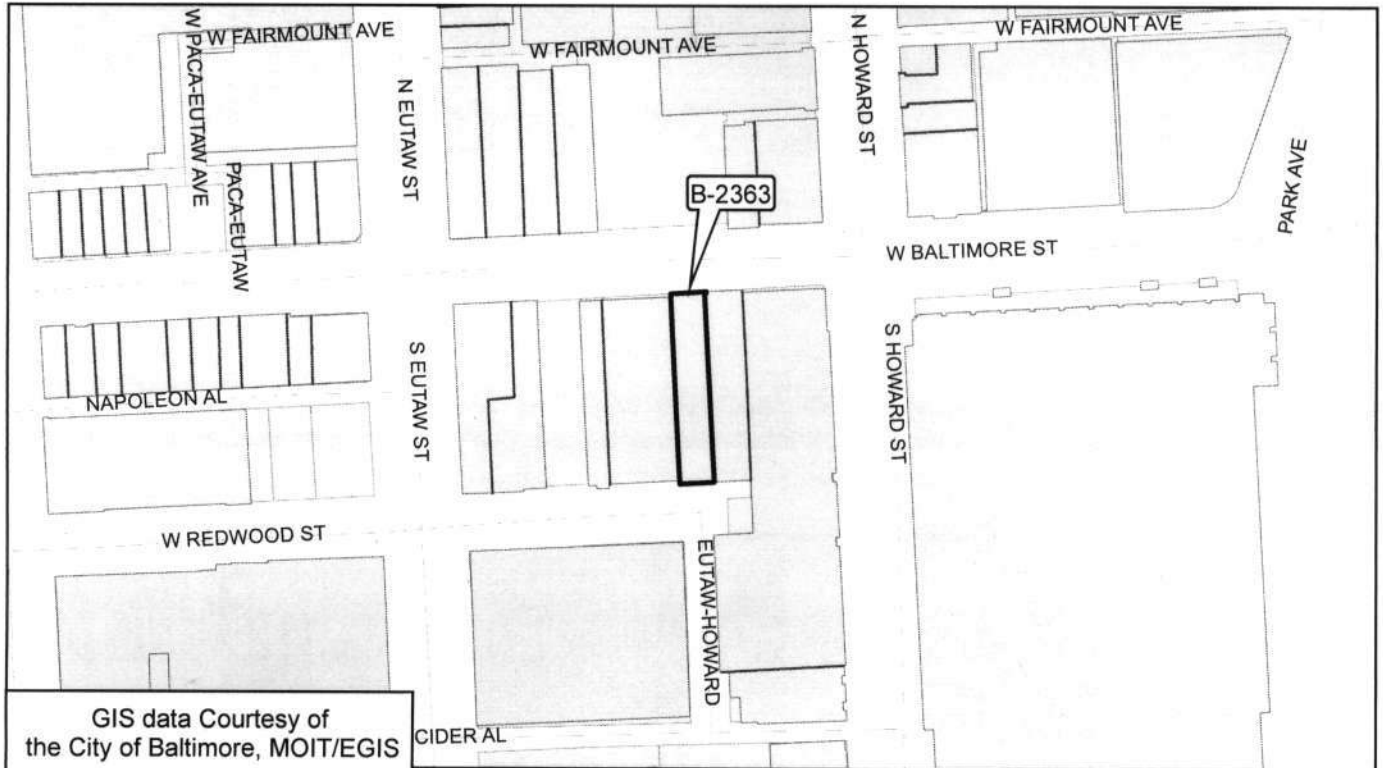 W FAIRMOUNT AVE
W FAIRMOUNT AVE
W FAIRMOUNT AVE
W PACA-EUTAW AVE
N EUTAW ST
N HOWARD ST
PACA-EUTAW
B-2363
PARK AVE
W BALTIMORE ST
S EUTAW ST
S HOWARD ST
NAPOLEON AL
W REDWOOD ST
EUTAW-HOWARD
CIDER AL
GIS data Courtesy of
the City of Baltimore, MOIT/EGIS